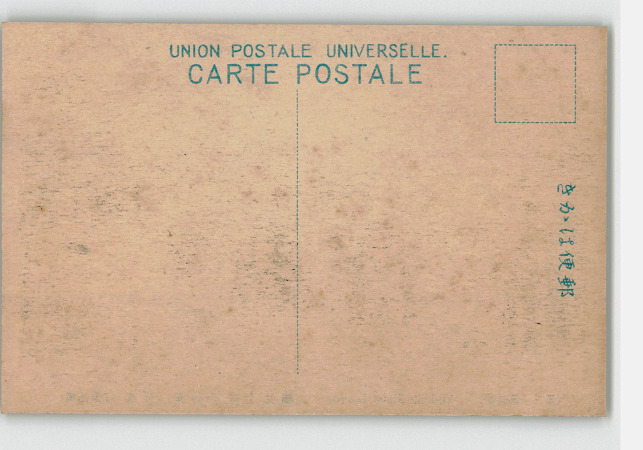 UNION POSTALE UNIVERSELLE.
CARTE POSTALE
きかは便郵